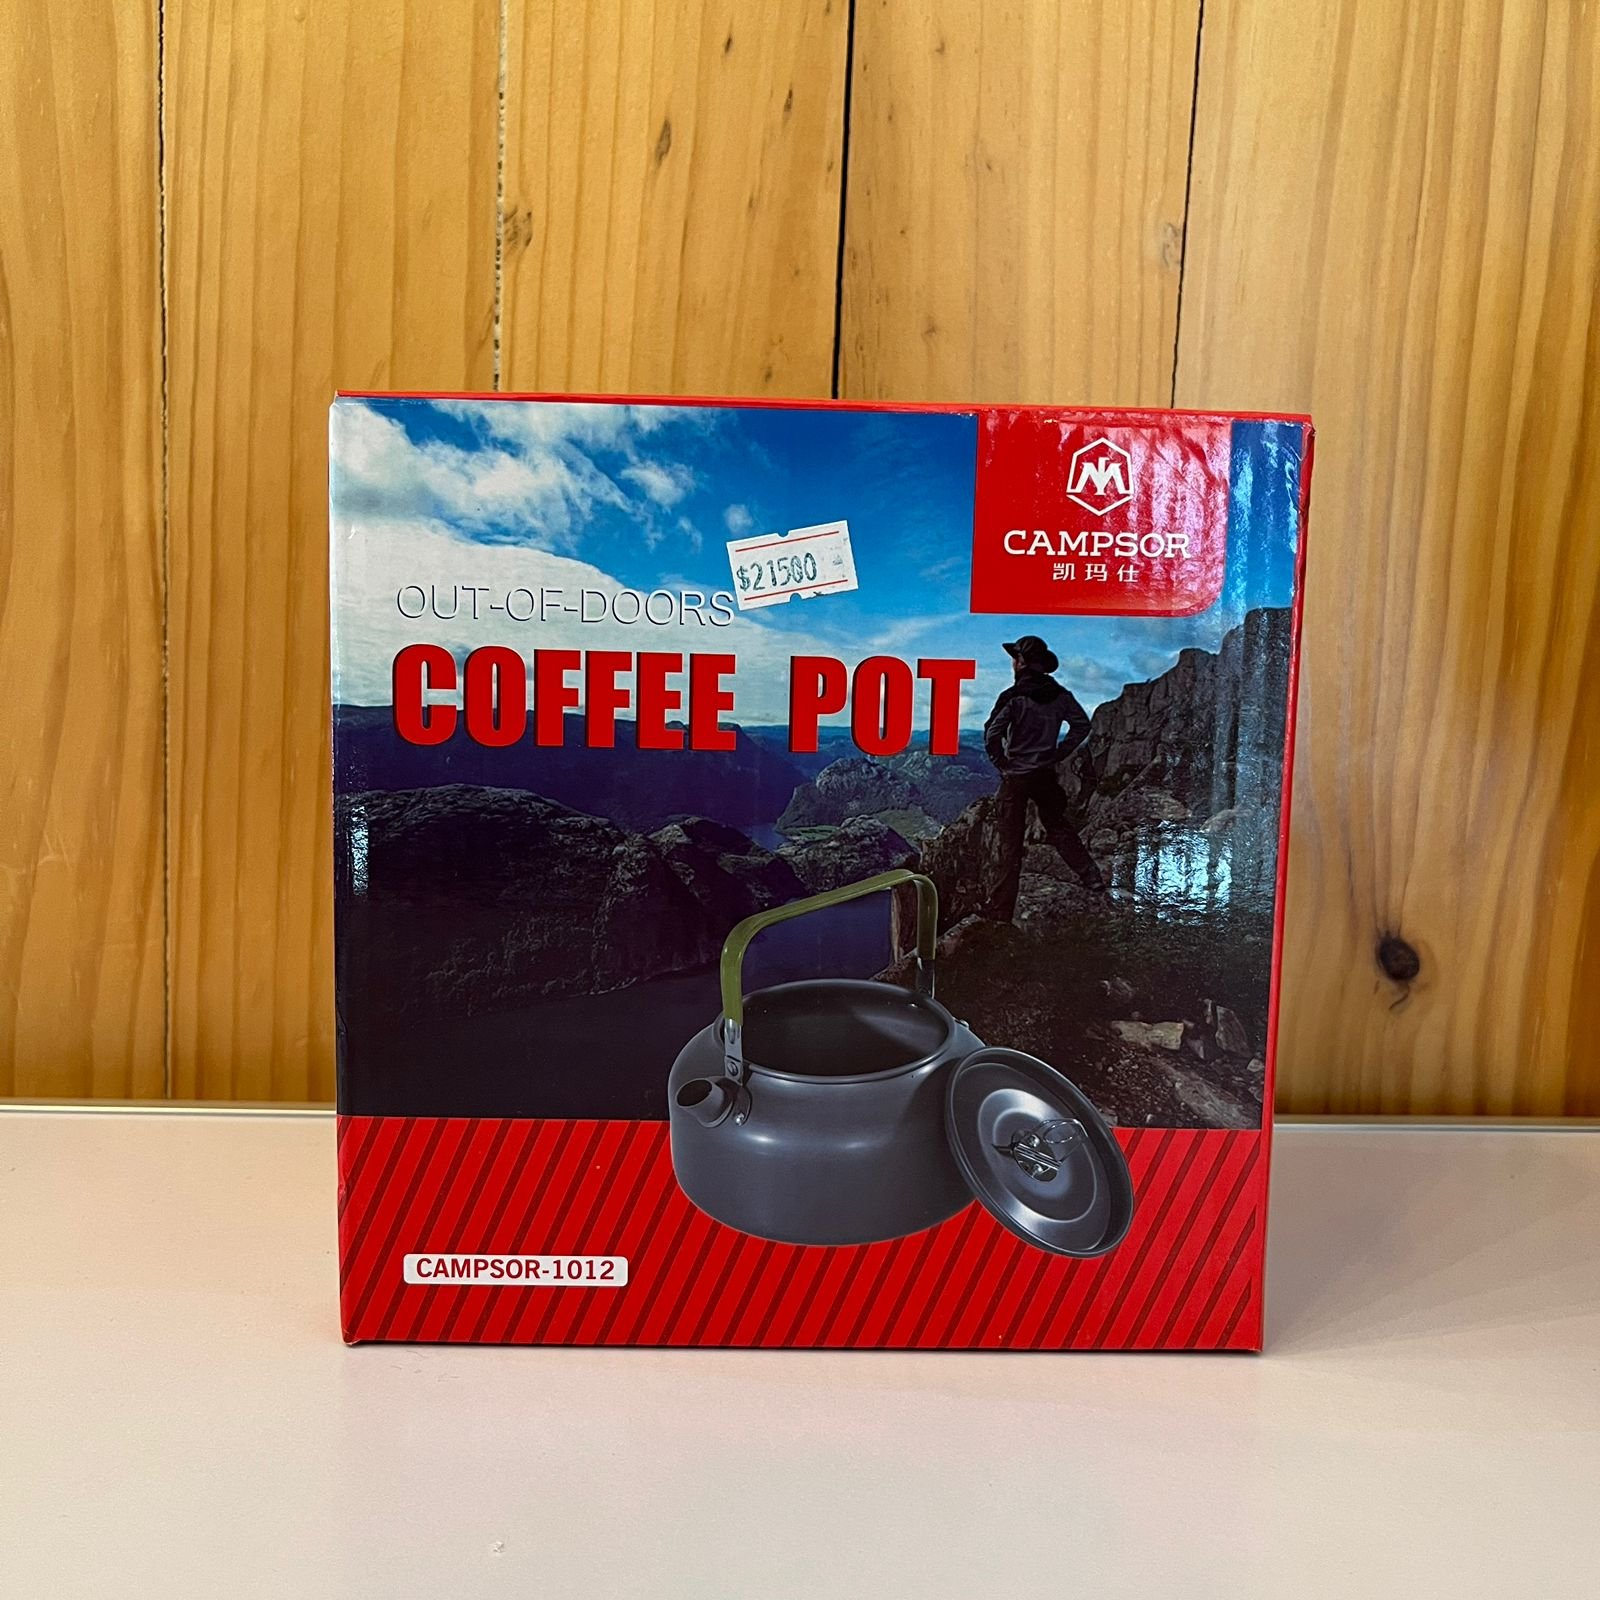 CAMPSOR
凯玛仕
$21500
OUT-OF-DOORS
COFFEE POT
CAMPSOR-1012